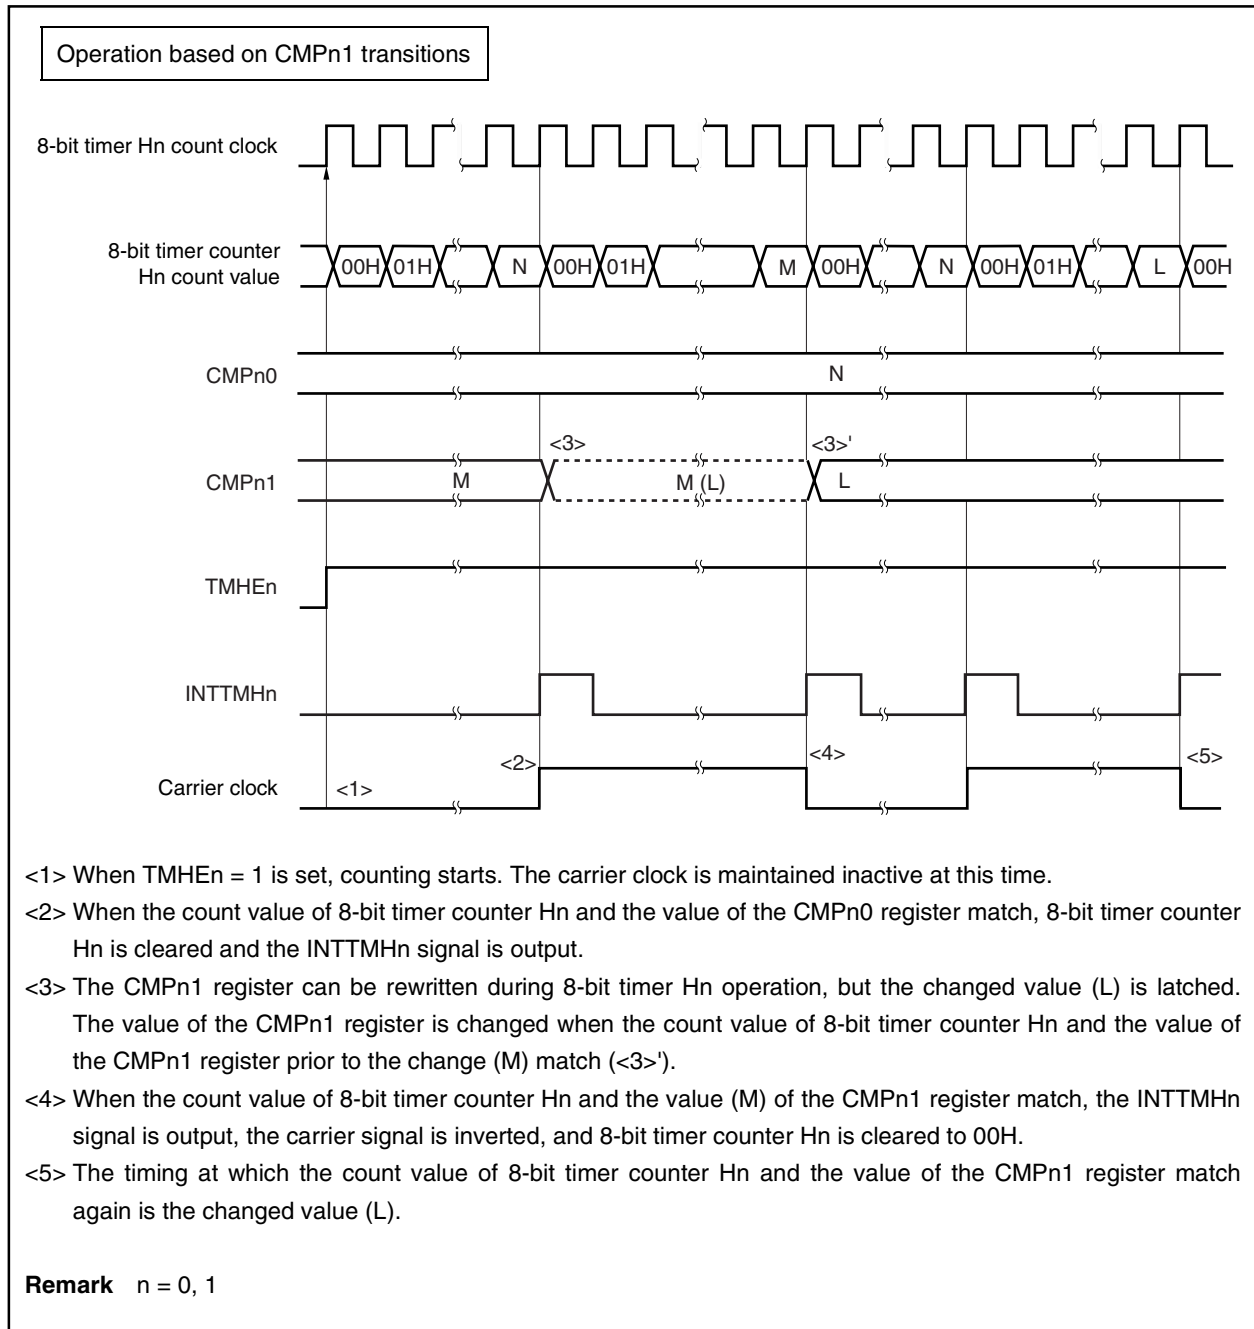 Operation based on CMPn1 transitions
8-bit timer Hn count clock
8-bit timer counter
Hn count value
00H 01H N 00H 01H M 00H N 00H 01H L 00H
CMPn0
N
<3> <3>'
CMPn1
M M (L) L
TMHEn
INTTMHn
<2> <4> <5>
Carrier clock
<1>
<1> When TMHEn = 1 is set, counting starts. The carrier clock is maintained inactive at this time.
<2> When the count value of 8-bit timer counter Hn and the value of the CMPn0 register match, 8-bit timer counter
Hn is cleared and the INTTMHn signal is output.
<3> The CMPn1 register can be rewritten during 8-bit timer Hn operation, but the changed value (L) is latched.
The value of the CMPn1 register is changed when the count value of 8-bit timer counter Hn and the value of
the CMPn1 register prior to the change (M) match (<3>').
<4> When the count value of 8-bit timer counter Hn and the value (M) of the CMPn1 register match, the INTTMHn
signal is output, the carrier signal is inverted, and 8-bit timer counter Hn is cleared to 00H.
<5> The timing at which the count value of 8-bit timer counter Hn and the value of the CMPn1 register match
again is the changed value (L).
Remark n = 0, 1